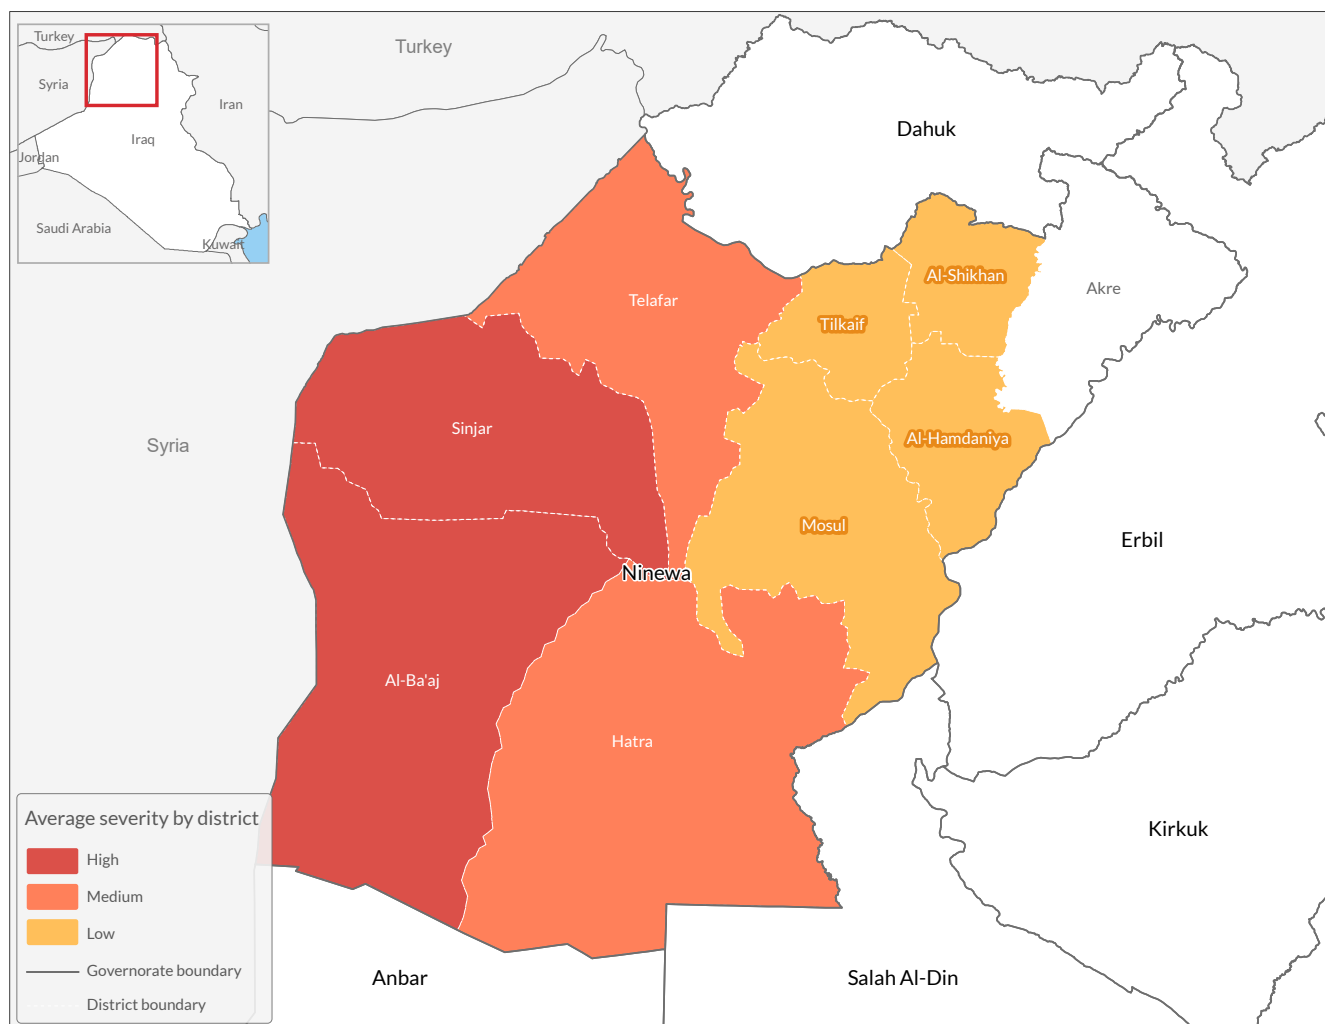 Turkey
Syria
Iran
Iraq
Jordan
Saudi Arabia
Kuwait
Turkey
Dahuk
Al-Shikhan
Akre
Telafar
Tilkaif
Sinjar
Al-Hamdaniya
Syria
Mosul
Erbil
Ninewa
Al-Ba'aj
Hatra
Kirkuk
Anbar
Salah Al-Din
Average severity by district
High
Medium
Low
Governorate boundary
District boundary